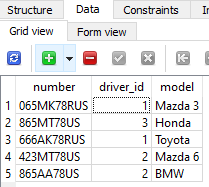 Structure Data Constraints In
Grid view Form view
number driver_id model
1 065MK78RUS 1 Mazda 3
2 865MT78US 3 Honda
3 666AK78RUS 1 Toyota
4 423MT78US 2 Mazda 6
5 865AA78US 2 BMW